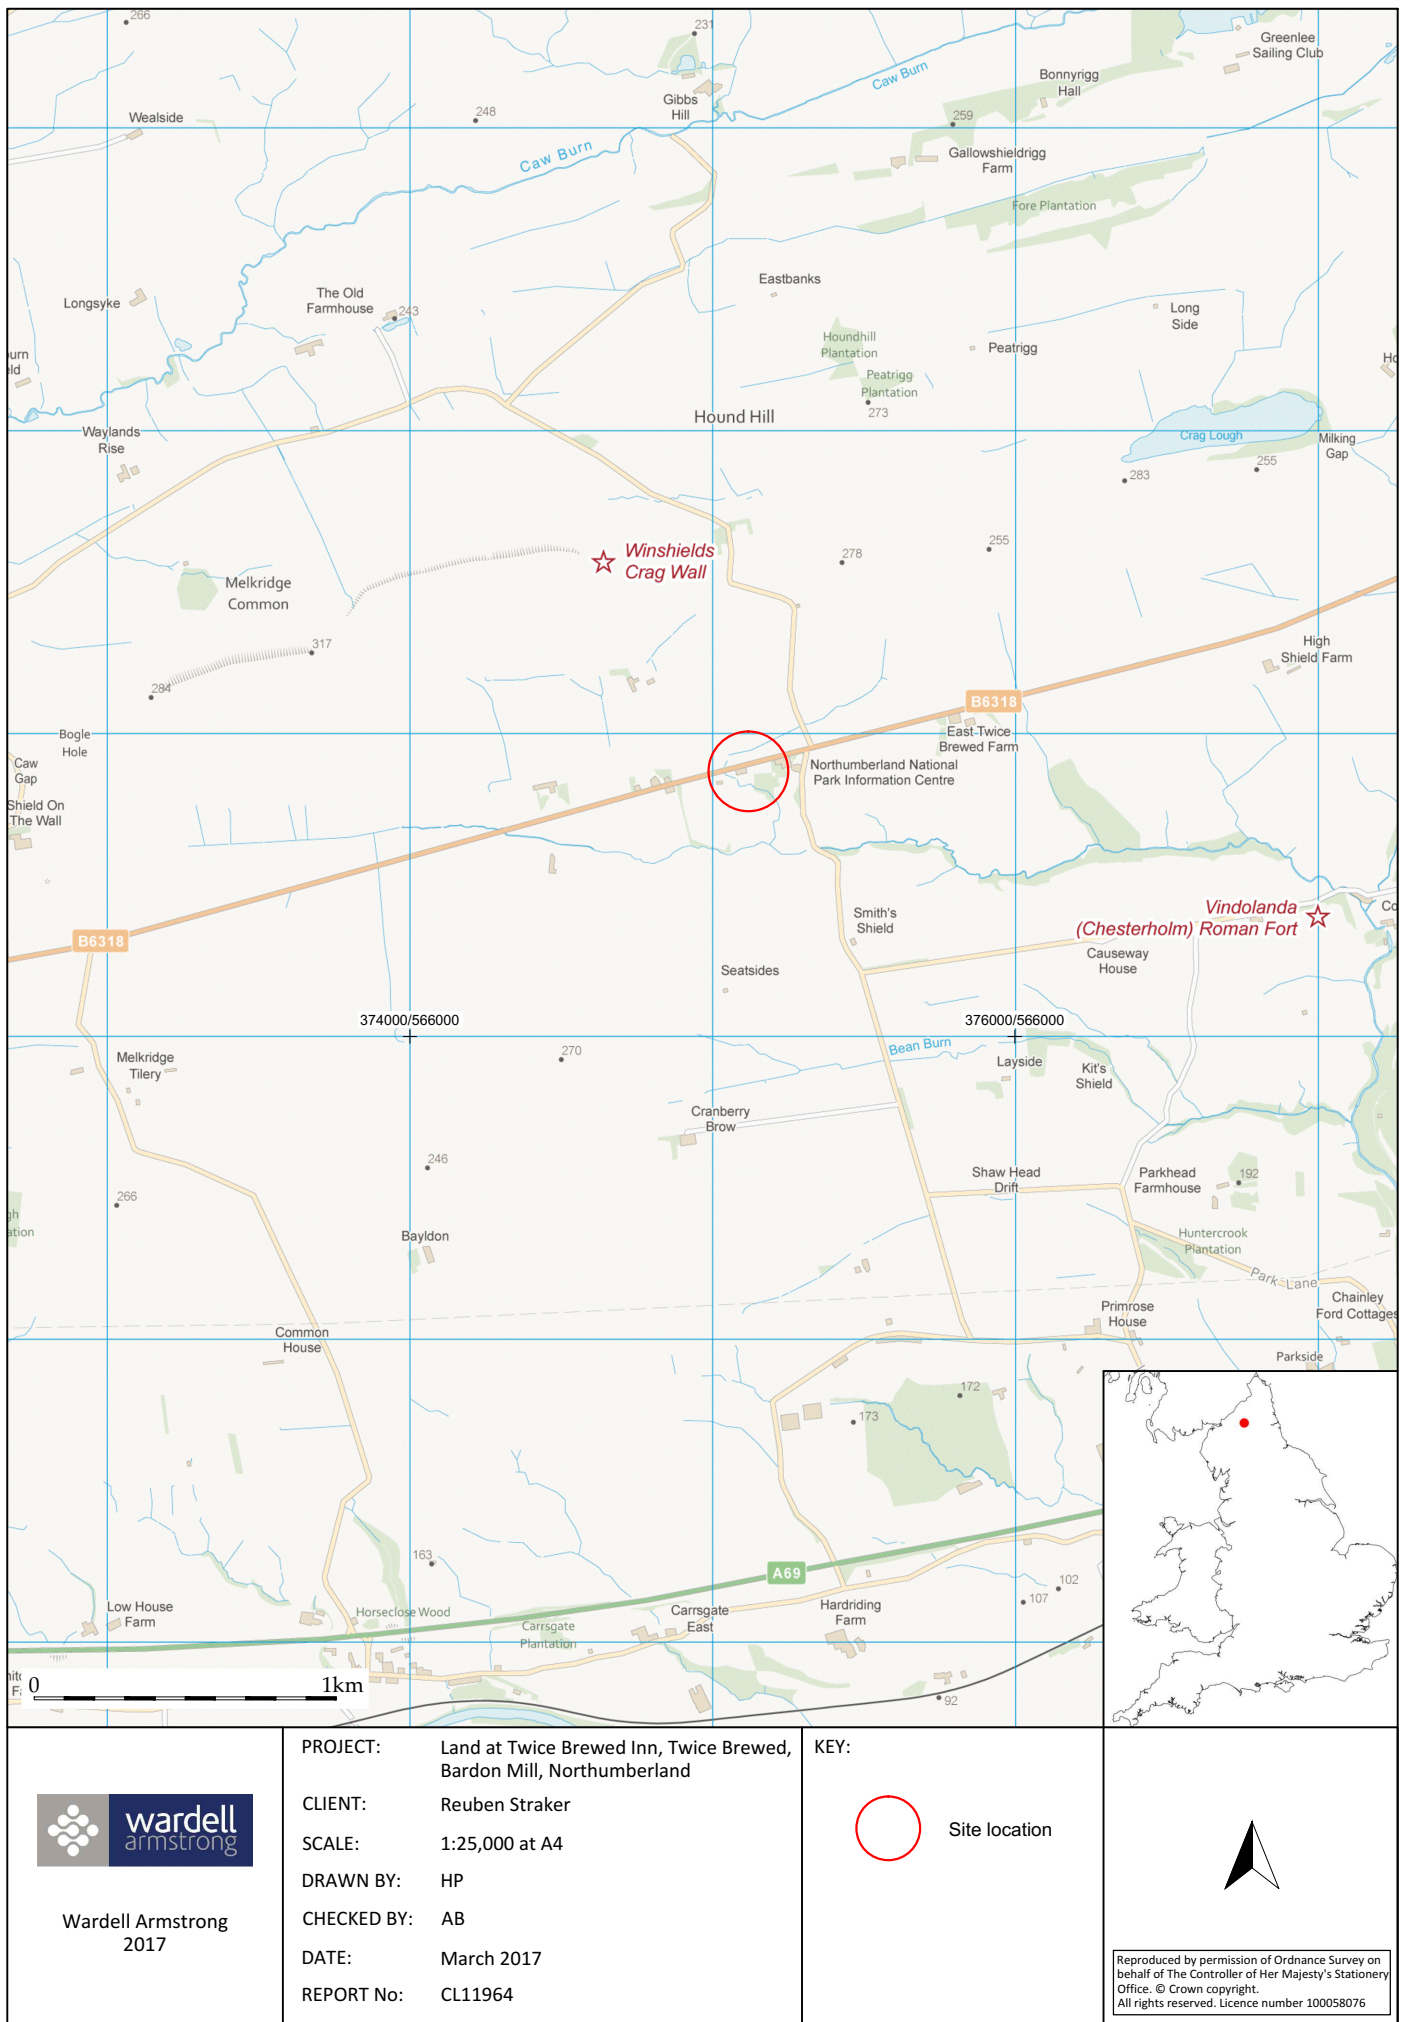 266
231
Greenlee
Sailing Club
Caw Burn
Bonnyrigg
Hall
Gibbs
Hill
248
259
Wealside
Caw Burn
Gallowshieldrigg
Farm
Fore Plantation
Eastbanks
The Old
Farmhouse
243
Longsyke
Long
Side
Houndhill
Plantation
Peatrigg
Peatrigg
Plantation
273
Hound Hill
Waylands
Rise
Crag Lough
Milking
Gap
283
255
Winshields
Crag Wall
278
255
Melkridge
Common
317
284
High
Shield Farm
B6318
East Twice
Brewed Farm
Bogle
Hole
Caw
Gap
Northumberland National
Park Information Centre
Shield On
The Wall
Vindolanda
(Chesterholm) Roman Fort
Smith's
Shield
B6318
Causeway
House
Seatsides
374000/566000
376000/566000
Bean Burn
270
Melkridge
Tilery
Layside
Kit's
Shield
Cranberry
Brow
246
Shaw Head
Drift
Parkhead
Farmhouse
192
266
Bayldon
Huntercrook
Plantation
Park Lane
Chainley
Ford Cottages
Primrose
House
Common
House
Parkside
172
173
163
A69
102
107
Low House
Farm
Horseclose Wood
Carrsgate
Plantation
Carrsgate
East
Hardriding
Farm
92
0 1km
wardell
armstrong
Wardell Armstrong
2017
PROJECT: Land at Twice Brewed Inn, Twice Brewed,
Bardon Mill, Northumberland
CLIENT: Reuben Straker
SCALE: 1:25,000 at A4
DRAWN BY: HP
CHECKED BY: AB
DATE: March 2017
REPORT No: CL11964
KEY:
Site location
Reproduced by permission of Ordnance Survey on
behalf of The Controller of Her Majesty's Stationery
Office. © Crown copyright.
All rights reserved. Licence number 100058076